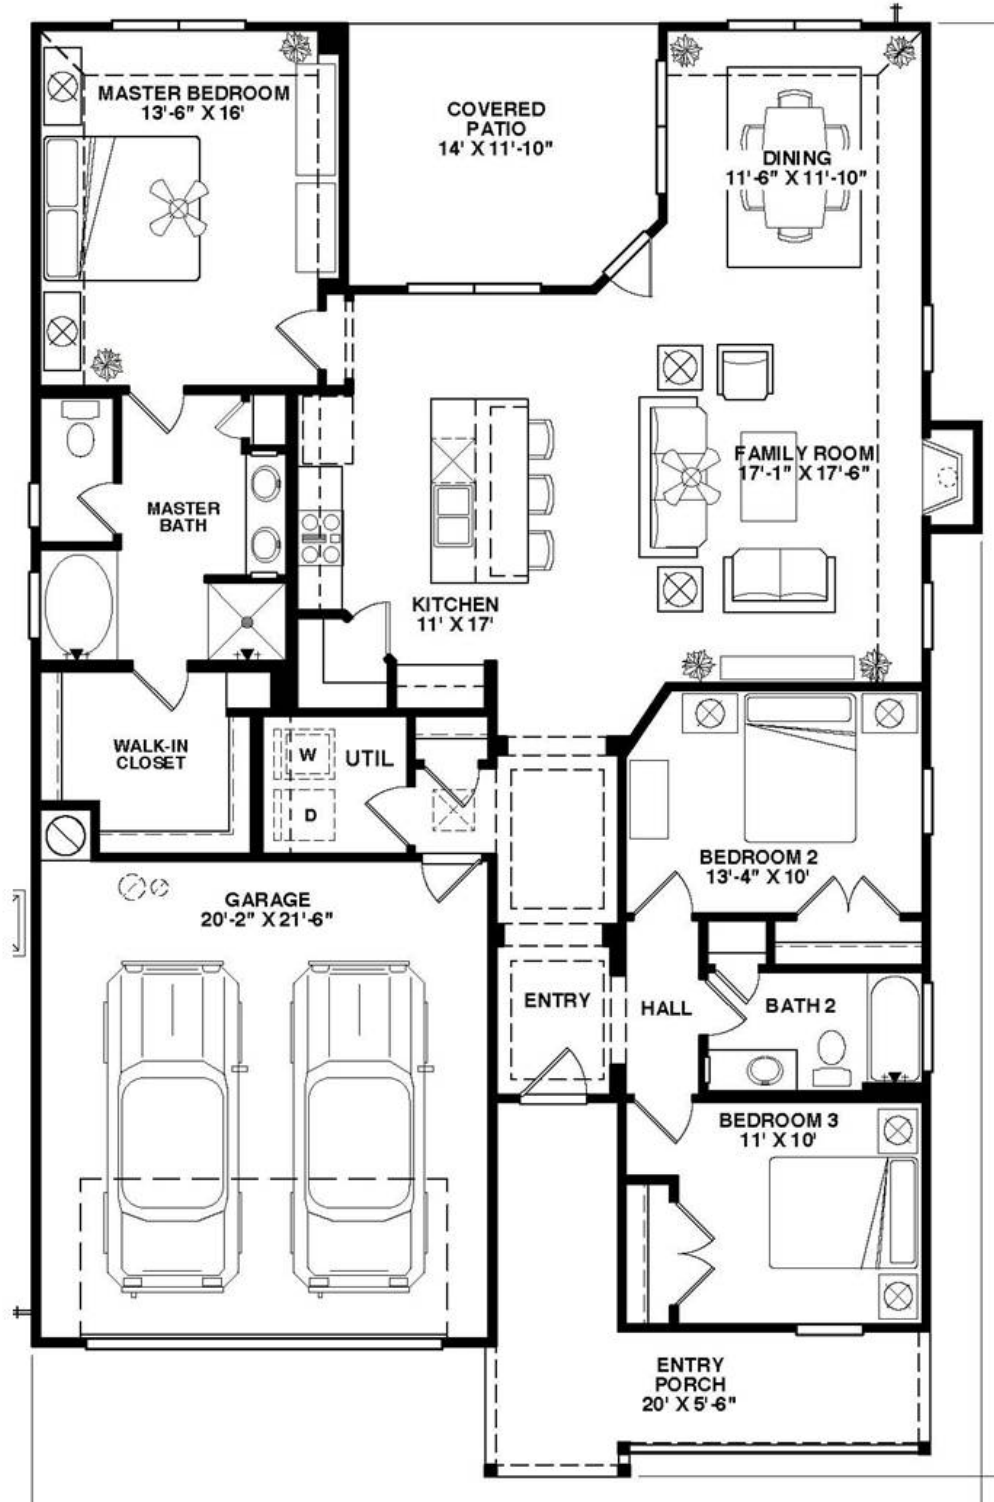 MASTER BEDROOM
13'-6" X 16'
COVERED
PATIO
14' X 11'-10"
DINING
11'-6" X 11'-10"
FAMILY ROOM
17'-1" X 17'-6"
MASTER
BATH
KITCHEN
11' X 17'
WALK-IN
CLOSET
W
UTIL
D
BEDROOM 2
13'-4" X 10'
GARAGE
20'-2" X 21'-6"
ENTRY
HALL
BATH 2
BEDROOM 3
11' X 10'
ENTRY
PORCH
20' X 5'-6"